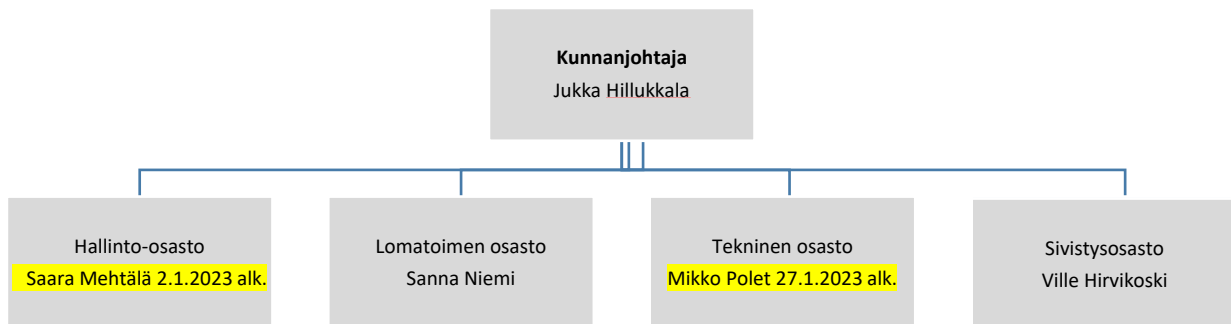 Kunnanjohtaja
Jukka Hillukkala
Hallinto-osasto
Saara Mehtälä 2.1.2023 alk.
Lomatoimen osasto
Sanna Niemi
Tekninen osasto
Mikko Polet 27.1.2023 alk.
Sivistysosasto
Ville Hirvikoski